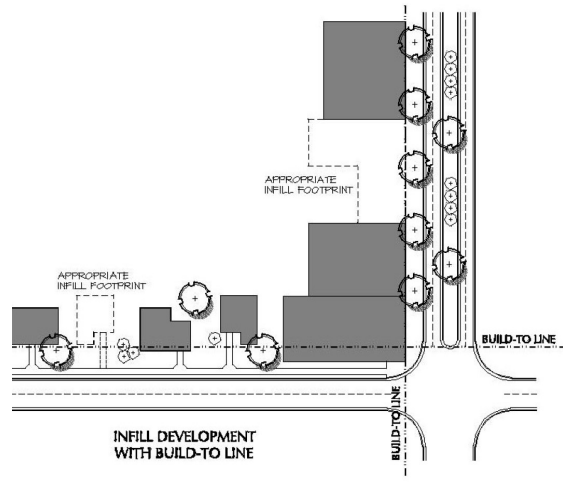 APPROPRIATE
INFILL FOOTPRINT
APPROPRIATE
INFILL FOOTPRINT
BUILD-TO LINE
BUILD-TO LINE
INFILL DEVELOPMENT
WITH BUILD-TO LINE